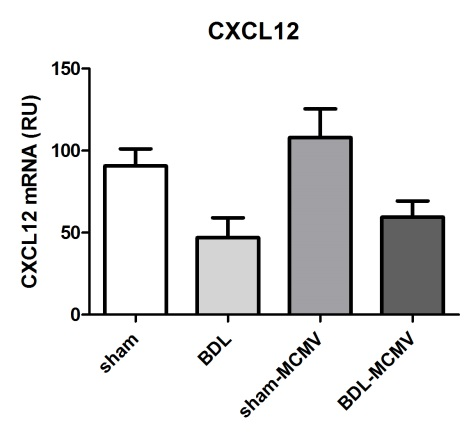 CXCL12
CXCL12 mRNA (RU)
150
100
50
0
sham
BDL
sham-MCMV
BDL-MCMV